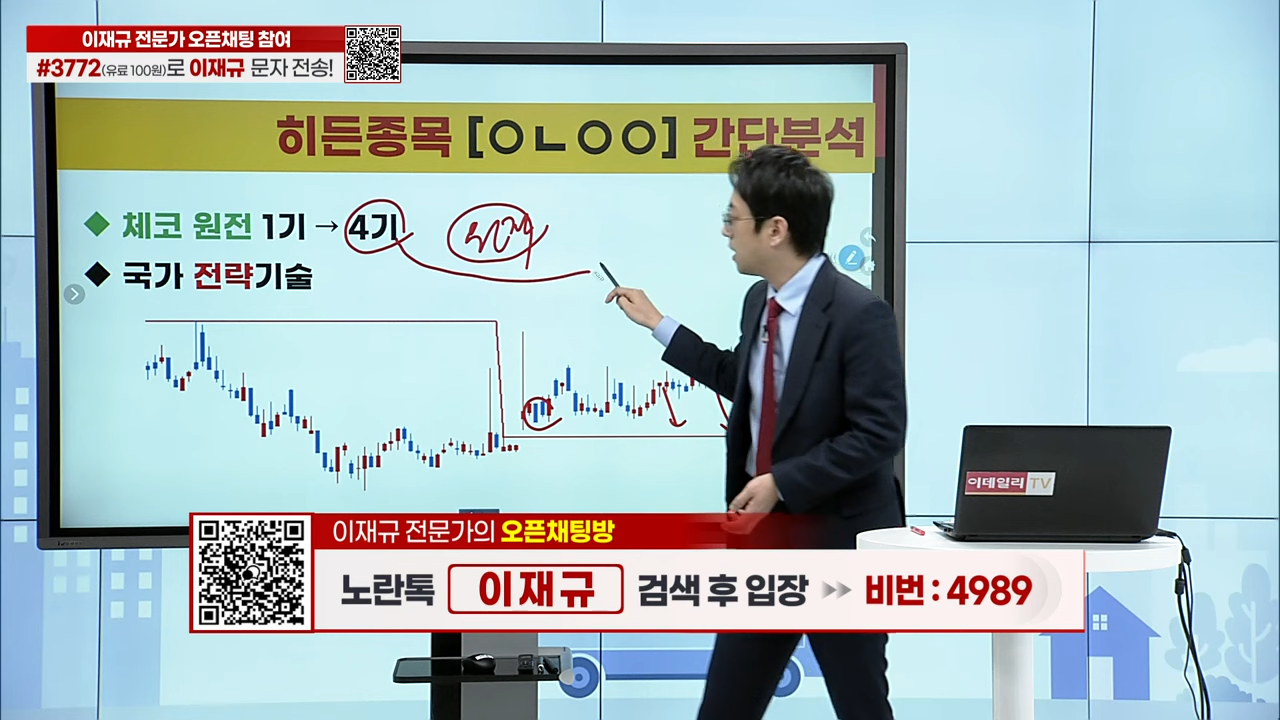 이재규 전문가 오픈채팅 참여
#3772(유료 100원)로 이재규 문자 전송!
히든종목 [ㅇㄴㅇㅇ] 간단분석
◆ 체코 원전 1기 → 4기
◆ 국가 전략기술
이데일리 TV
이재규 전문가의 오픈채팅방
노란톡 이재규 검색 후 입장 비번 : 4989